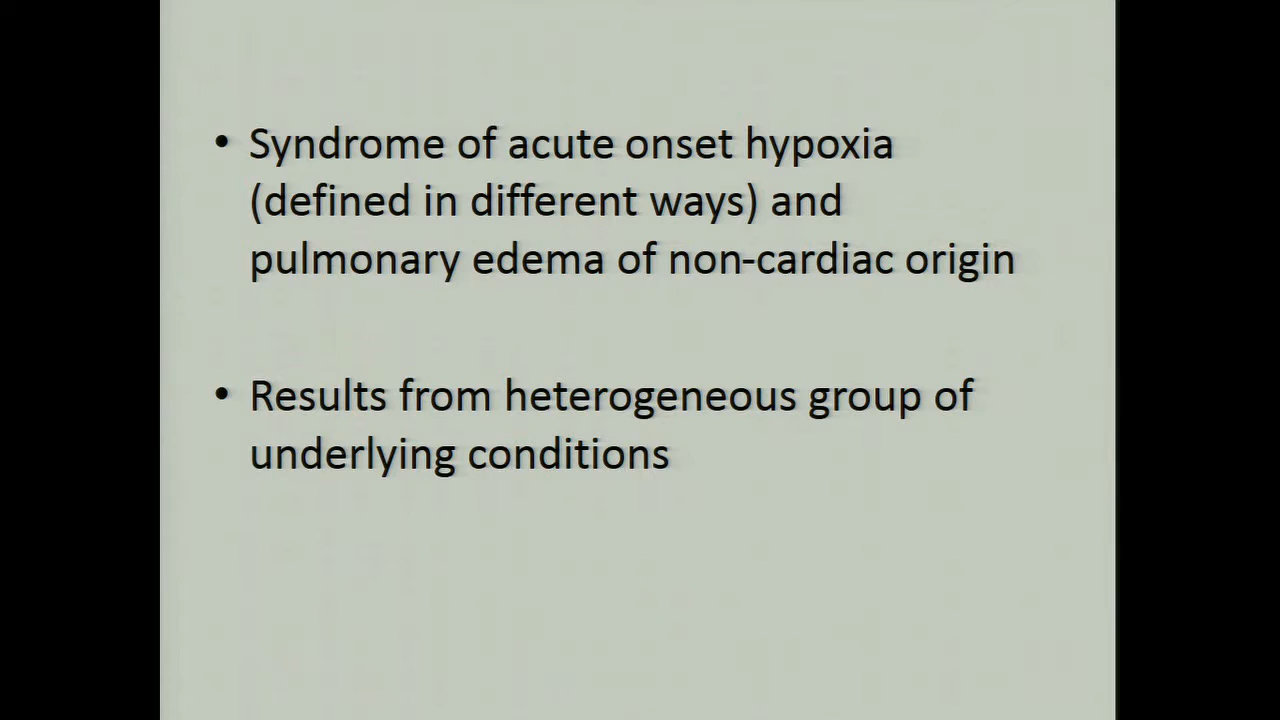 • Syndrome of acute onset hypoxia
(defined in different ways) and
pulmonary edema of non-cardiac origin
• Results from heterogeneous group of
underlying conditions